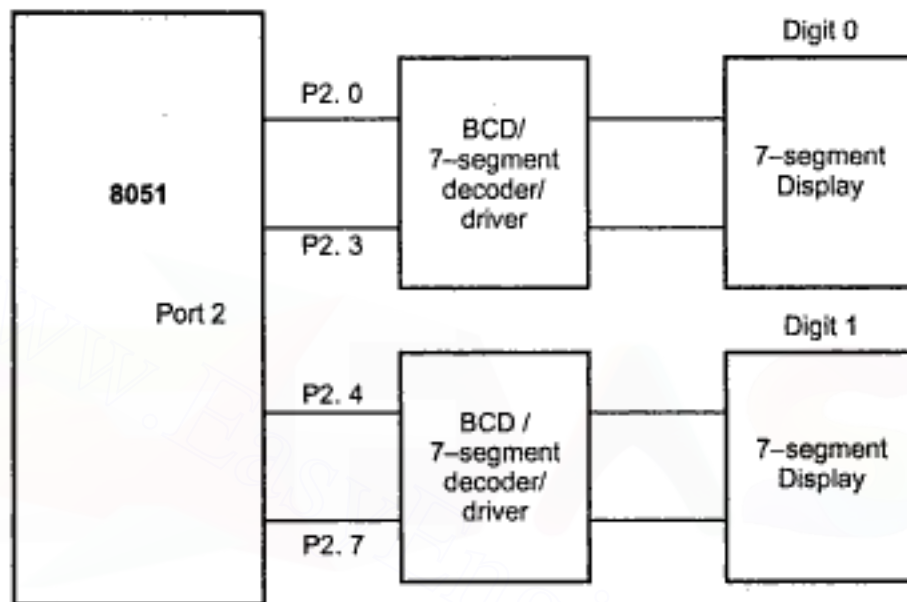 Digit 0
P2. 0
BCD/
7–segment
decoder/
driver
7–segment
Display
8051
P2. 3
Port 2
Digit 1
P2. 4
BCD /
7–segment
decoder/
driver
7–segment
Display
P2. 7